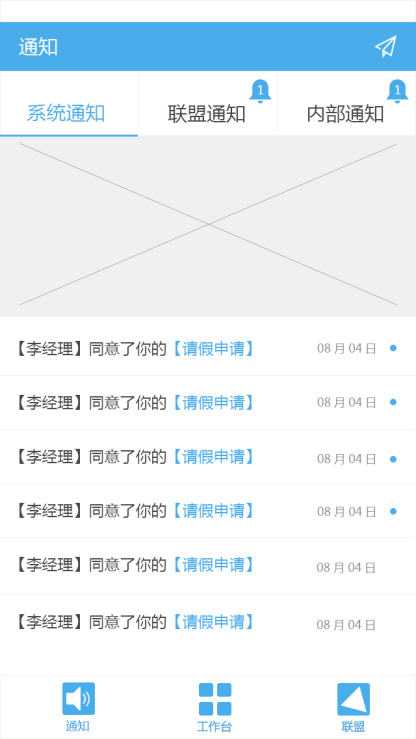 通知
系统通知
联盟通知
1
内部通知
1
【李经理】同意了你的【请假申请】 08 月 04 日
【李经理】同意了你的【请假申请】 08 月 04 日
【李经理】同意了你的【请假申请】 08 月 04 日
【李经理】同意了你的【请假申请】 08 月 04 日
【李经理】同意了你的【请假申请】 08 月 04 日
【李经理】同意了你的【请假申请】 08 月 04 日
通知
工作台
联盟